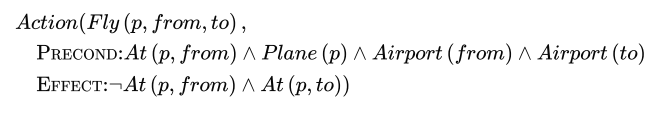 Action(Fly (p, from, to) ,
PRECOND:At (p, from) ∧ Plane (p) ∧ Airport (from) ∧ Airport (to)
EFFECT:¬At (p, from) ∧ At (p, to))